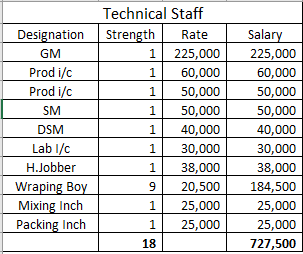 Technical Staff
Designation Strength Rate Salary
GM 1 225,000 225,000
Prod i/c 1 60,000 60,000
Prod i/c 1 50,000 50,000
SM 1 50,000 50,000
DSM 1 40,000 40,000
Lab I/c 1 30,000 30,000
H.Jobber 1 38,000 38,000
Wraping Boy 9 20,500 184,500
Mixing Inch 1 25,000 25,000
Packing Inch 1 25,000 25,000
18 727,500